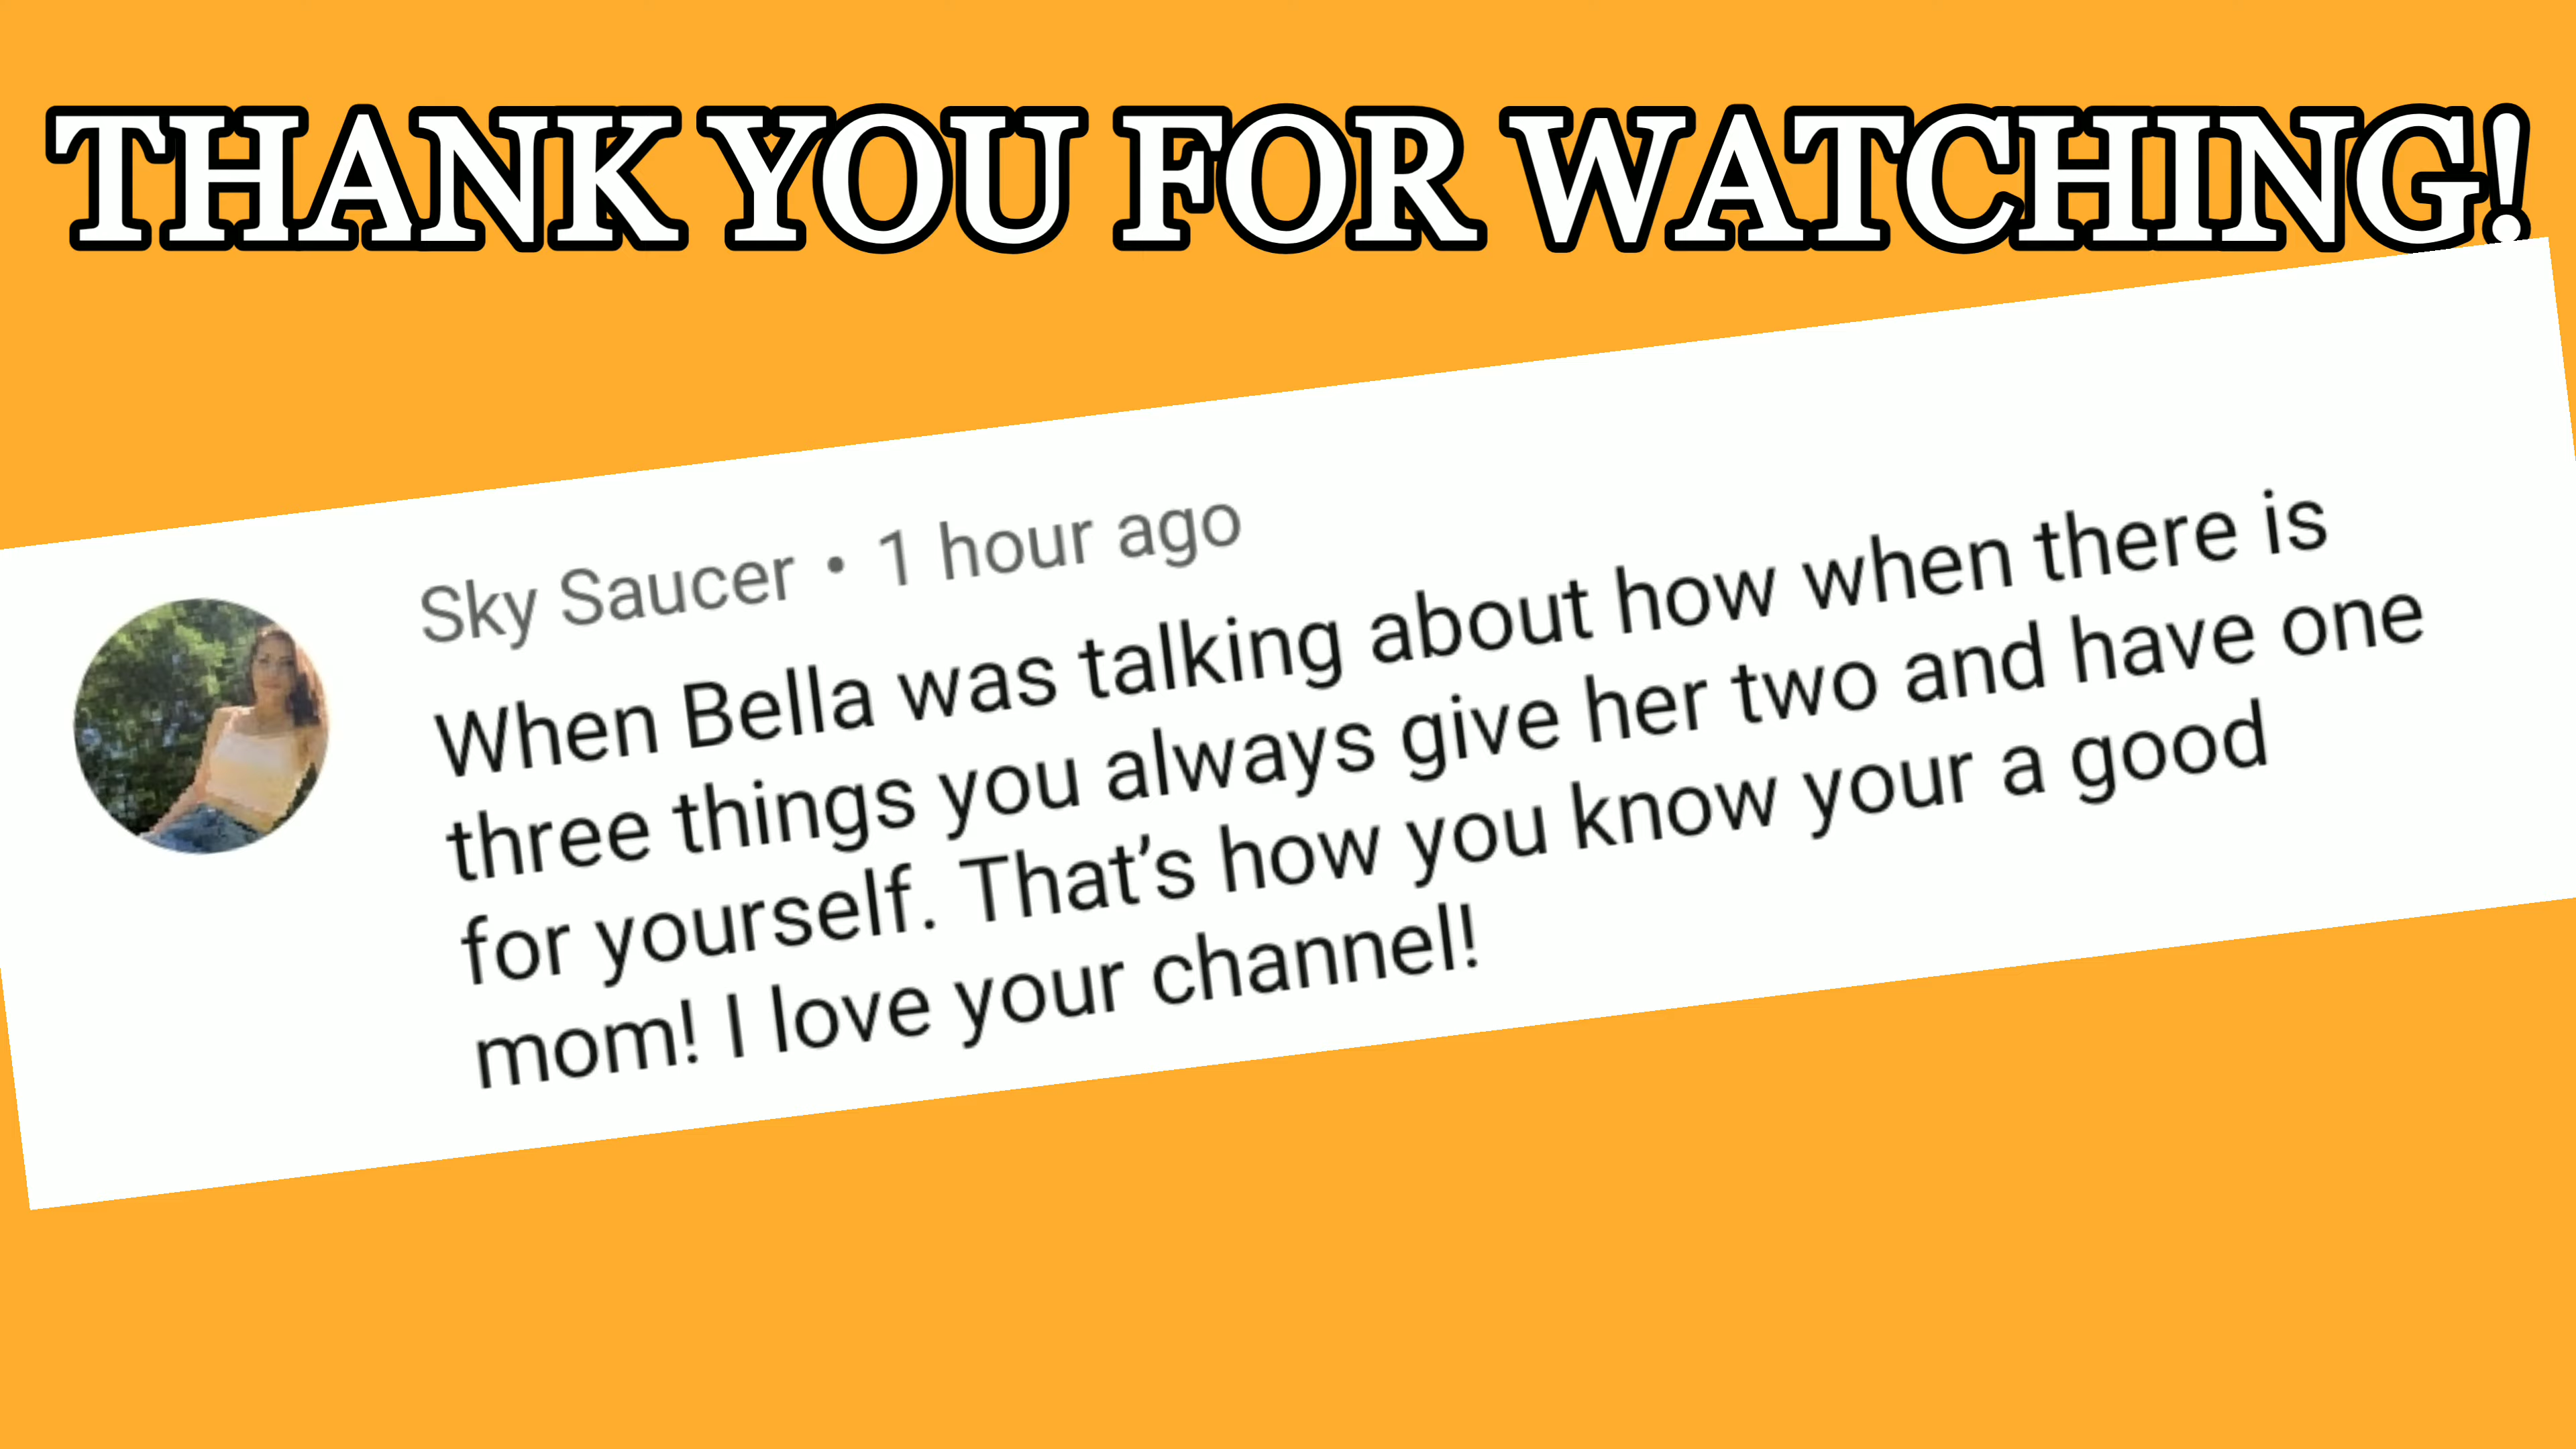 THANK YOU FOR WATCHING!
Sky Saucer • 1 hour ago
When Bella was talking about how when there is
three things you always give her two and have one
for yourself. That’s how you know your a good
mom! I love your channel!